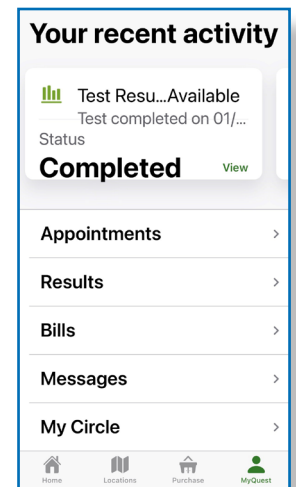 Your recent activity
Test Resu...Available
Test completed on 01/...
Status
Completed
View
Appointments
Results
Bills
Messages
My Circle
Home
Locations
Purchase
MyQuest